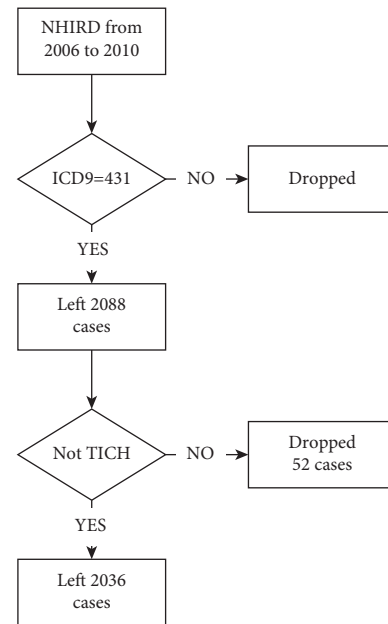 NHIRD from
2006 to 2010
ICD9=431
NO
Dropped
YES
Left 2088
cases
Not TICH
NO
Dropped
52 cases
YES
Left 2036
cases